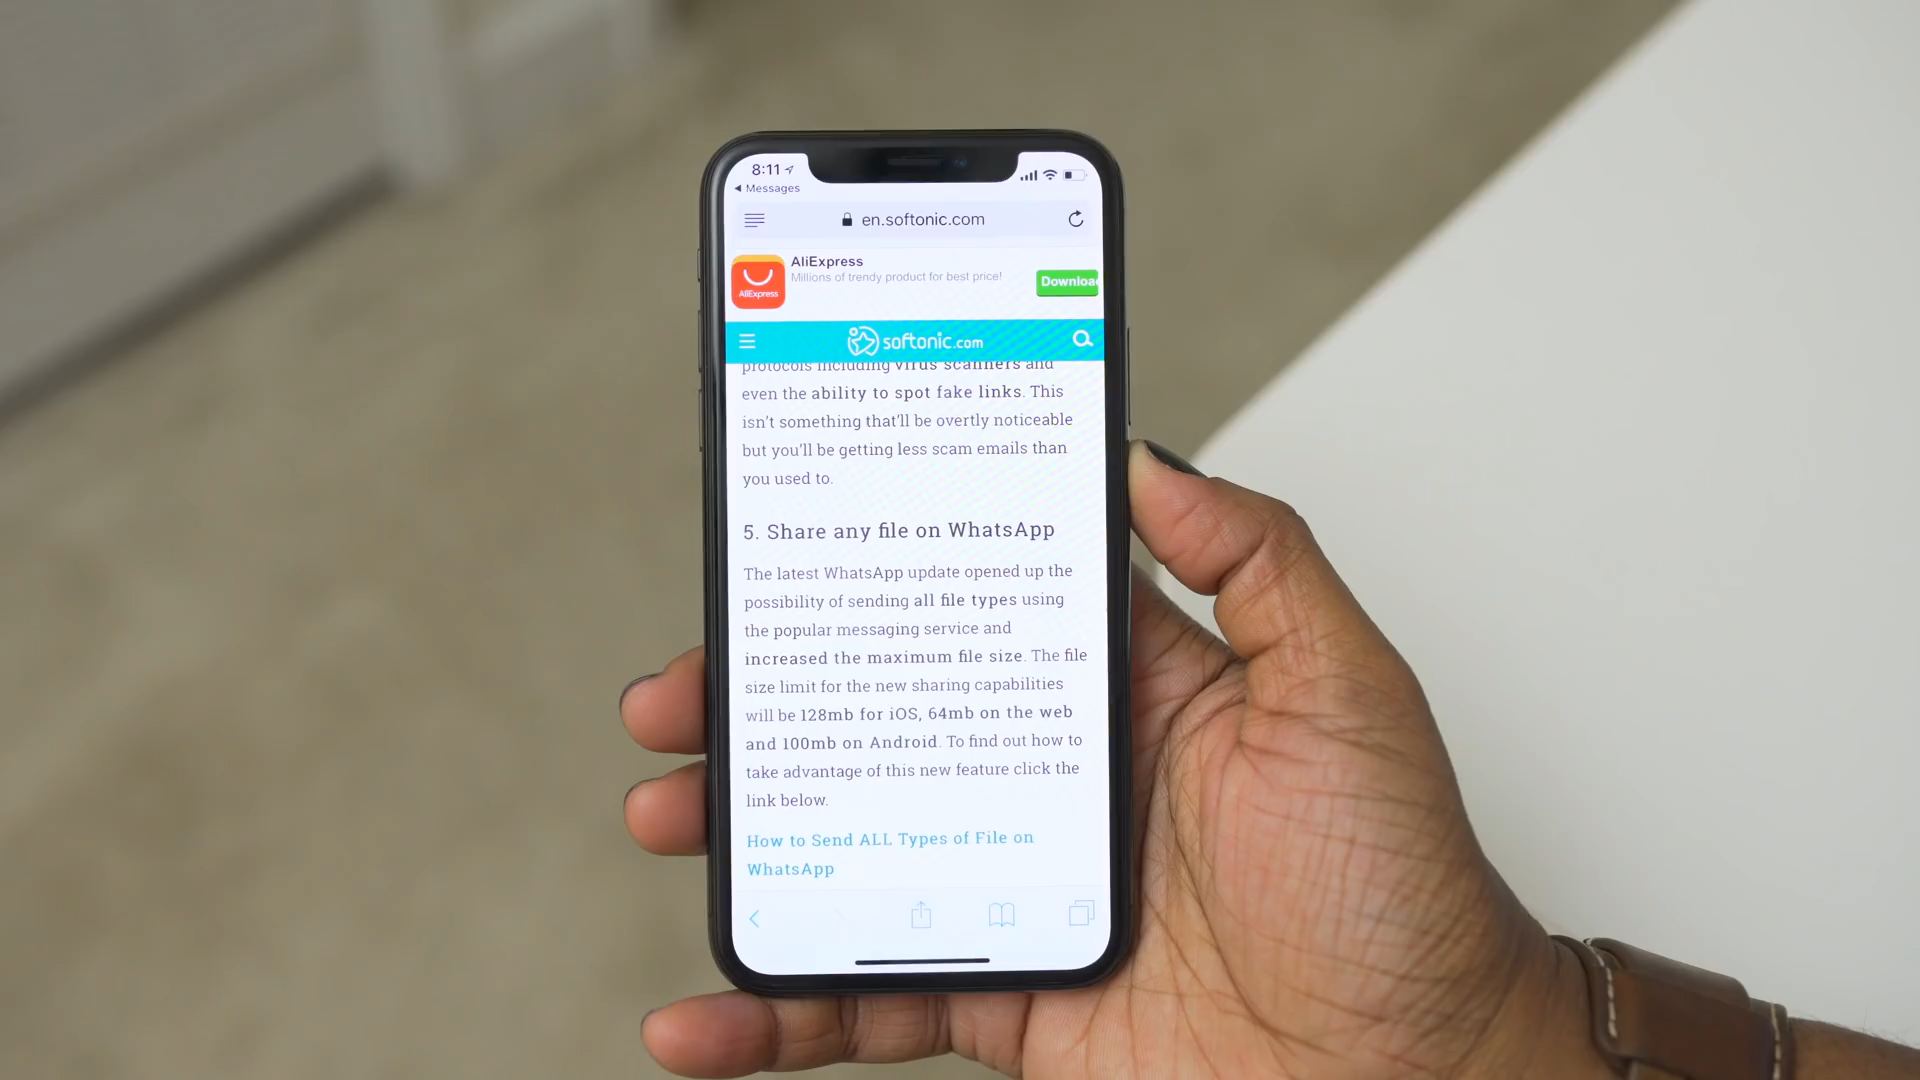 8:11
Messages
en.softonic.com
AliExpress
Millions of trendy product for best price!
AliExpress
Downloa
softonic.com
protocols including virus scanners and
even the ability to spot fake links. This
isn't something that'll be overtly noticeable
but you'll be getting less scam emails than
you used to.
5. Share any file on WhatsApp
The latest WhatsApp update opened up the
possibility of sending all file types using
the popular messaging service and
increased the maximum file size. The file
size limit for the new sharing capabilities
will be 128mb for iOS, 64mb on the web
and 100mb on Android. To find out how to
take advantage of this new feature click the
link below.
How to Send ALL Types of File on
WhatsApp